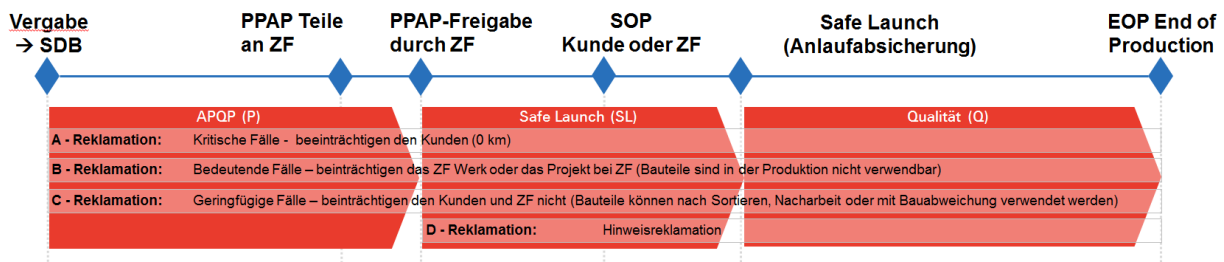 Vergabe
→ SDB
PPAP Teile
an ZF
PPAP-Freigabe
durch ZF
SOP
Kunde oder ZF
Safe Launch
(Anlaufabsicherung)
EOP End of
Production
APQP (P)
Safe Launch (SL)
Qualität (Q)
A - Reklamation: Kritische Fälle - beeinträchtigen den Kunden (0 km)
B - Reklamation: Bedeutende Fälle – beeinträchtigen das ZF Werk oder das Projekt bei ZF (Bauteile sind in der Produktion nicht verwendbar)
C - Reklamation: Geringfügige Fälle – beinträchtigen den Kunden und ZF nicht (Bauteile können nach Sortieren, Nacharbeit oder mit Bauabweichung verwendet werden)
D - Reklamation: Hinweisreklamation